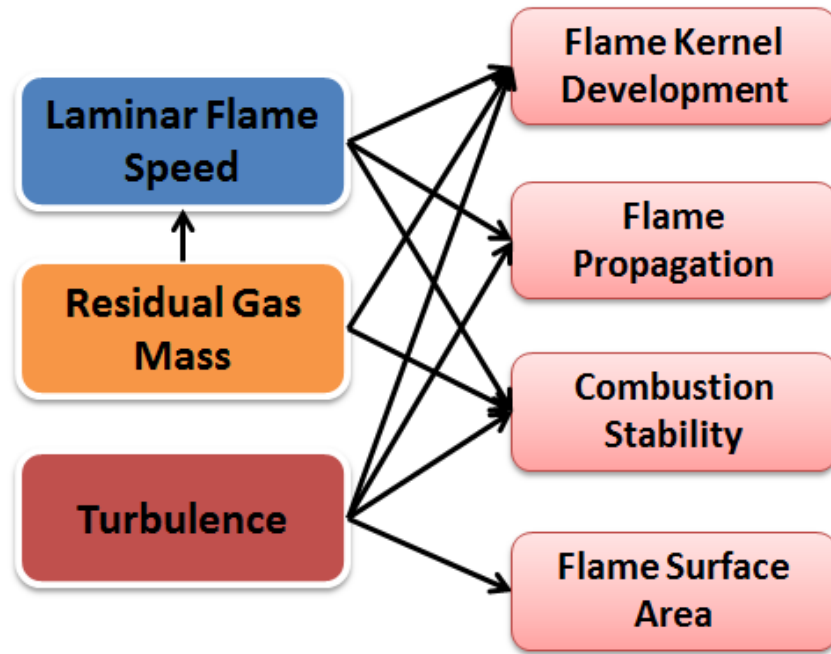 Laminar Flame
Speed
Residual Gas
Mass
Turbulence
Flame Kernel
Development
Flame
Propagation
Combustion
Stability
Flame Surface
Area